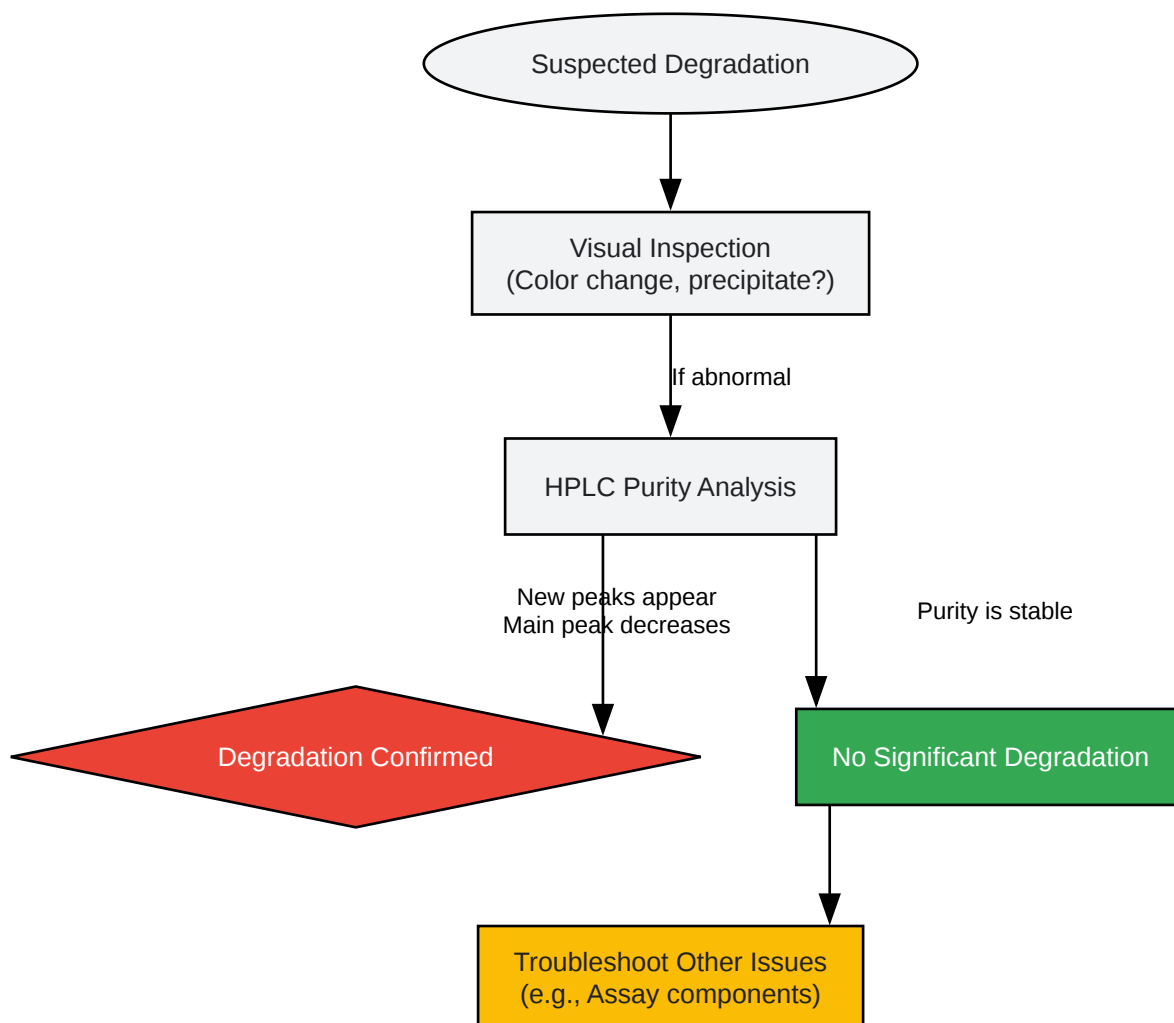 Suspected Degradation
Visual Inspection
(Color change, precipitate?)
If abnormal
HPLC Purity Analysis
New peaks appear
Main peak decreases
Purity is stable
Degradation Confirmed
No Significant Degradation
Troubleshoot Other Issues
(e.g., Assay components)